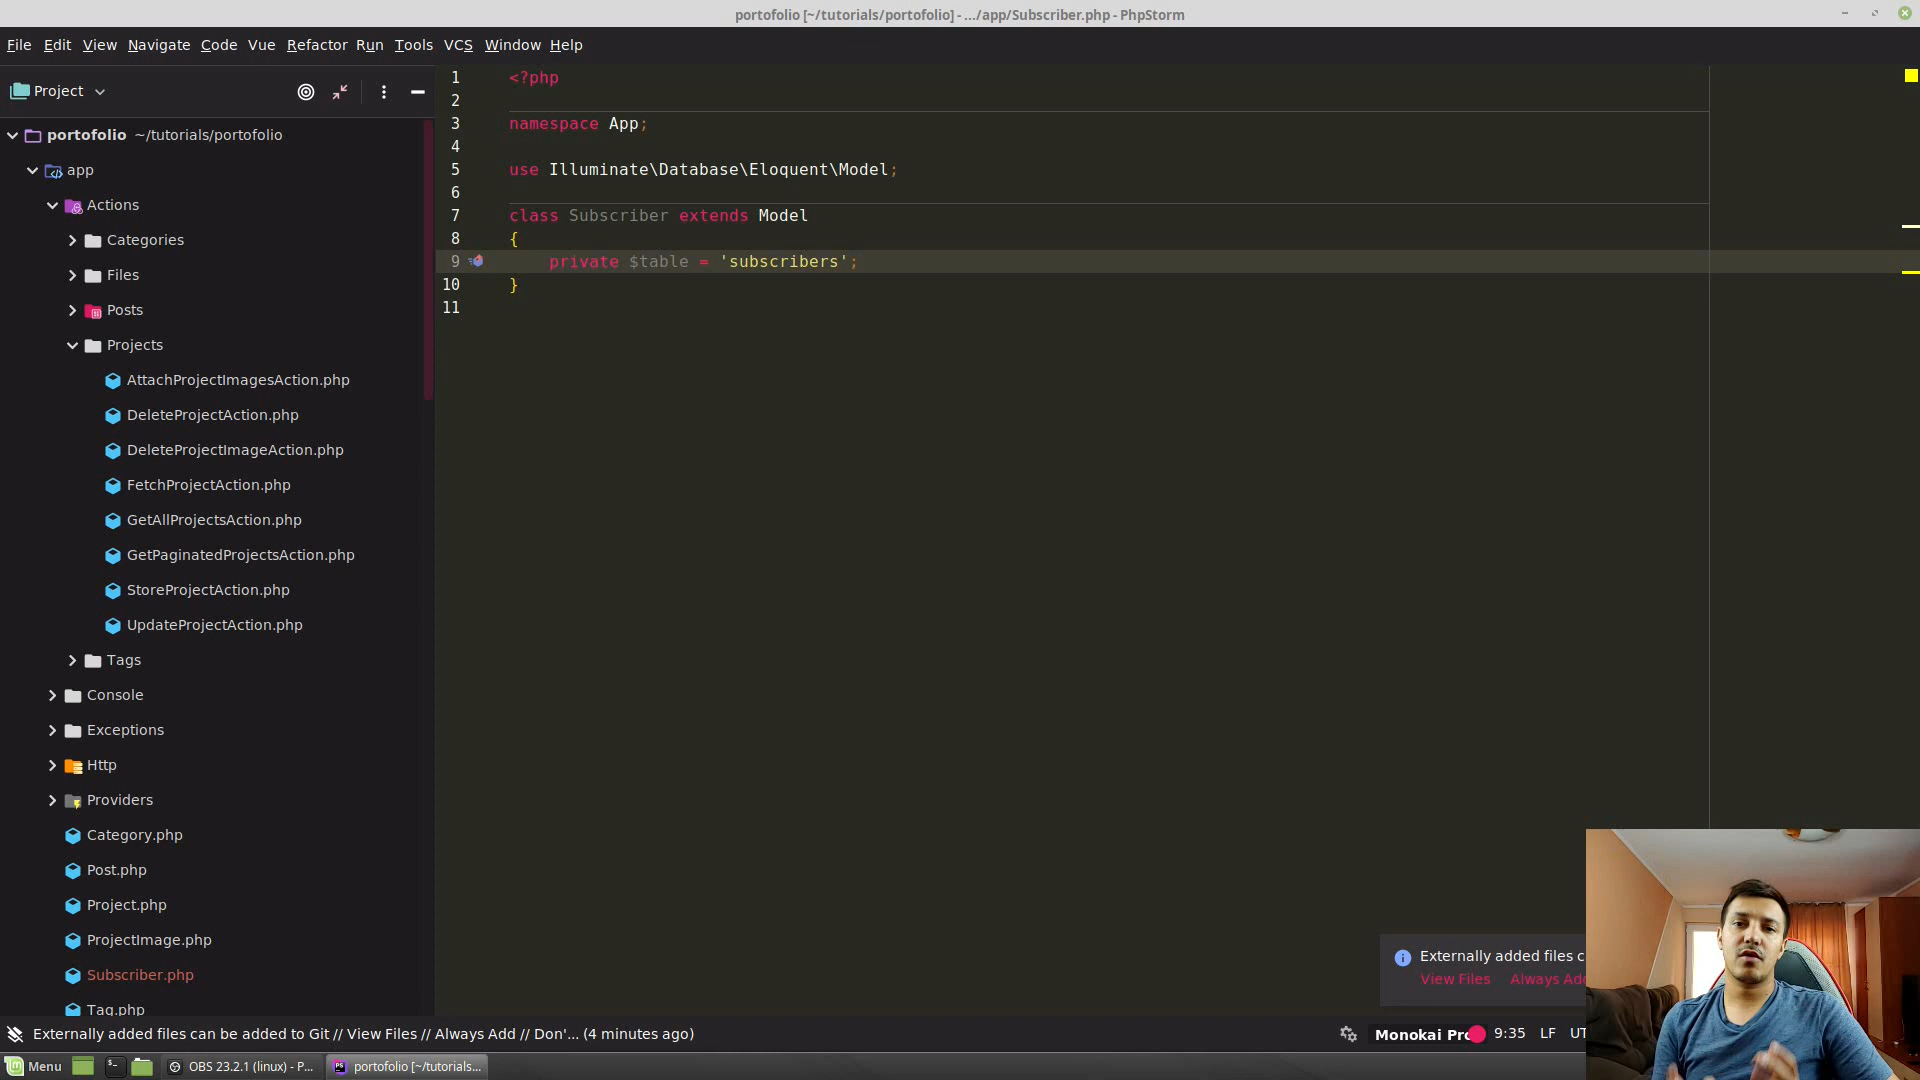 portofolio [~/tutorials/portofolio] - .../app/Subscriber.php - PhpStorm
File Edit View Navigate Code Vue Refactor Run Tools VCS Window Help
Project
portofolio ~/tutorials/portofolio
app
Actions
Categories
Files
Posts
Projects
AttachProjectImagesAction.php
DeleteProjectAction.php
DeleteProjectImageAction.php
FetchProjectAction.php
GetAllProjectsAction.php
GetPaginatedProjectsAction.php
StoreProjectAction.php
UpdateProjectAction.php
Tags
Console
Exceptions
Http
Providers
Category.php
Post.php
Project.php
ProjectImage.php
Subscriber.php
Tag.php
1 <?php
2
3 namespace App;
4
5 use Illuminate\Database\Eloquent\Model;
6
7 class Subscriber extends Model
8 {
9 private $table = 'subscribers';
10 }
11
Externally added files c
View Files Always Add
Externally added files can be added to Git // View Files // Always Add // Don'... (4 minutes ago)
Monokai Pro 9:35 LF UT
Menu OBS 23.2.1 (linux) - P... portofolio [~/tutorials...